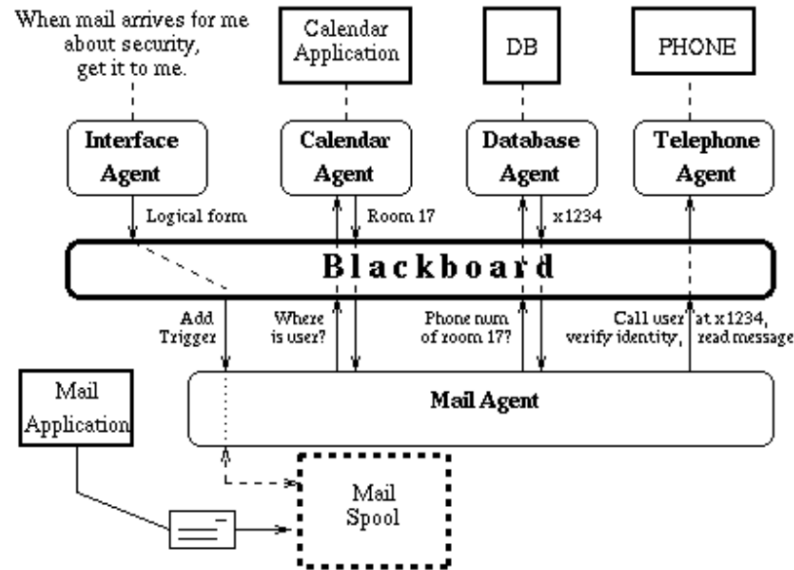 When mail arrives for me
about security,
get it to me.
Calendar
Application
DB
PHONE
Interface
Agent
Calendar
Agent
Database
Agent
Telephone
Agent
Logical form
Room 17
x1234
Blackboard
Add
Trigger
Where
is user?
Phone num
of room 17?
Call user at x1234,
verify identity, read message
Mail
Application
Mail Agent
Mail
Spool